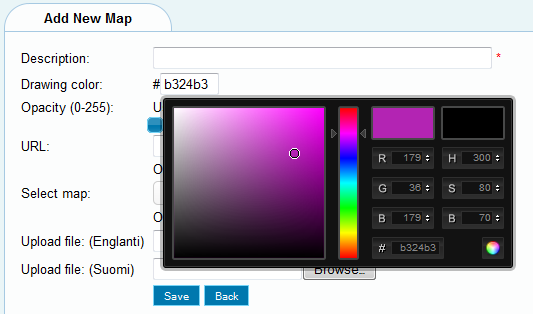 Add New Map
Description: *
Drawing color: # b324b3
Opacity (0-255): U
R 179 H 300
URL:
O
G 36 S 80
Select map:
O B 179 B 70
Upload file: (Englanti) # b324b3
Upload file: (Suomi) Browse...
Save Back